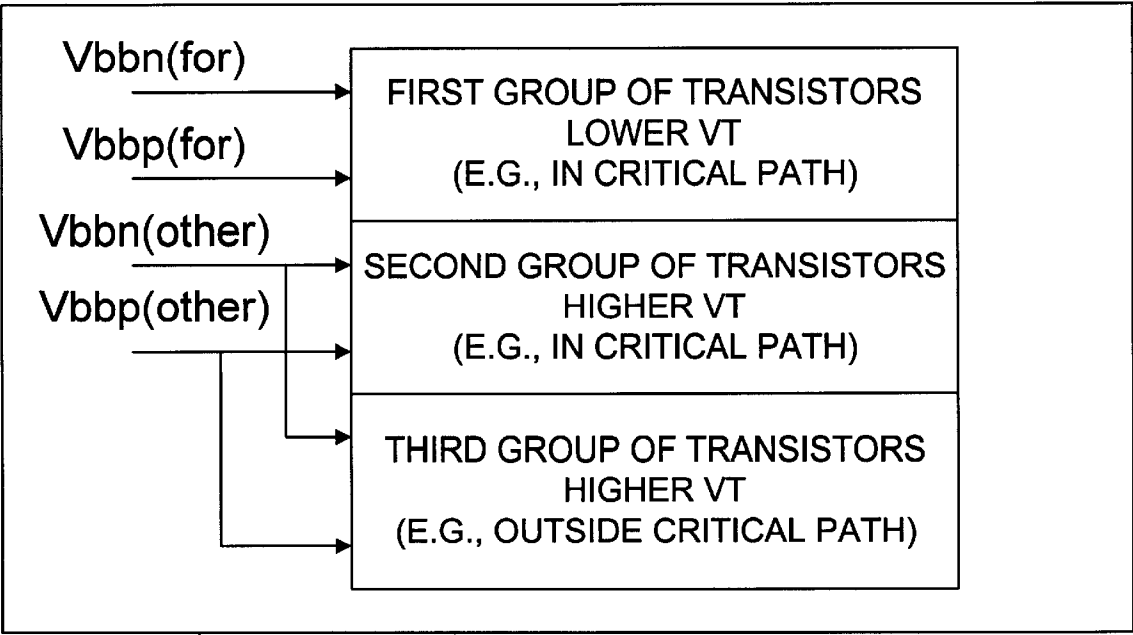 Vbbn(for)
Vbbp(for)
Vbbn(other)
Vbbp(other)
FIRST GROUP OF TRANSISTORS
LOWER VT
(E.G., IN CRITICAL PATH)
SECOND GROUP OF TRANSISTORS
HIGHER VT
(E.G., IN CRITICAL PATH)
THIRD GROUP OF TRANSISTORS
HIGHER VT
(E.G., OUTSIDE CRITICAL PATH)